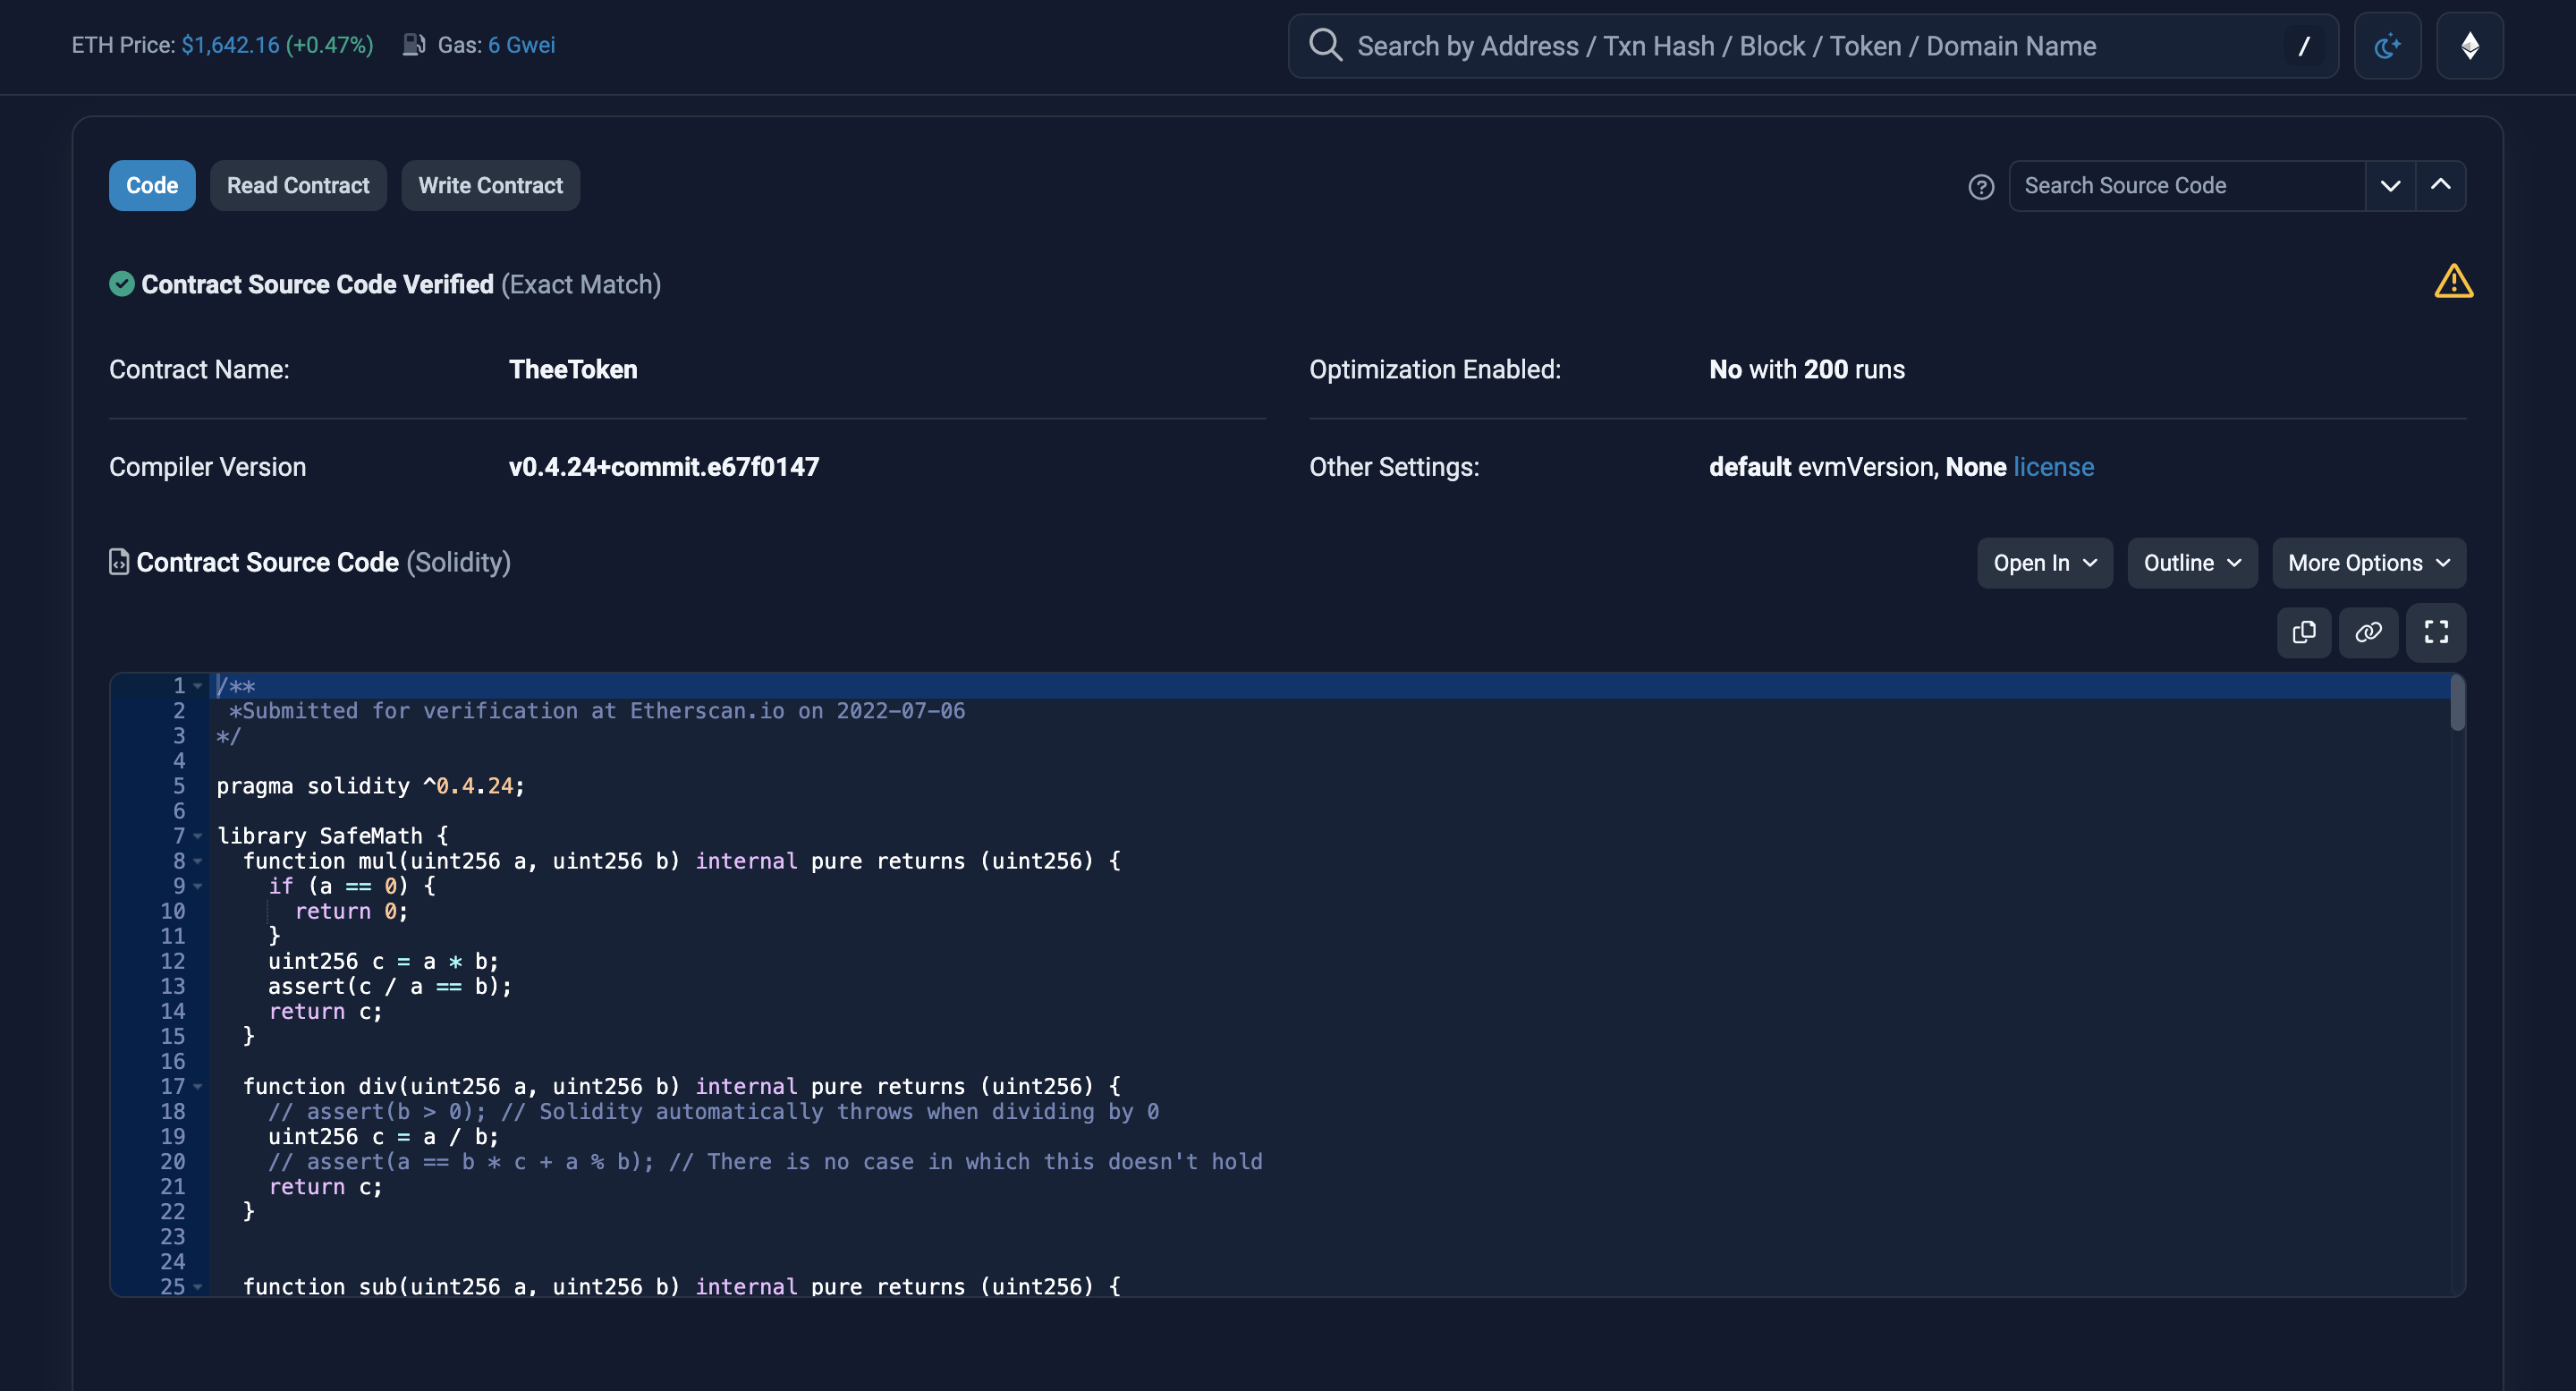 ETH Price: $1,642.16 (+0.47%) Gas: 6 Gwei
Search by Address / Txn Hash / Block / Token / Domain Name /
Code Read Contract Write Contract
Search Source Code
Contract Source Code Verified (Exact Match)
Contract Name: TheeToken
Optimization Enabled: No with 200 runs
Compiler Version v0.4.24+commit.e67f0147
Other Settings: default evmVersion, None license
Contract Source Code (Solidity)
Open In Outline More Options
1 /**
2  *Submitted for verification at Etherscan.io on 2022-07-06
3 */
4
5 pragma solidity ^0.4.24;
6
7 library SafeMath {
8   function mul(uint256 a, uint256 b) internal pure returns (uint256) {
9     if (a == 0) {
10       return 0;
11     }
12     uint256 c = a * b;
13     assert(c / a == b);
14     return c;
15   }
16
17   function div(uint256 a, uint256 b) internal pure returns (uint256) {
18     // assert(b > 0); // Solidity automatically throws when dividing by 0
19     uint256 c = a / b;
20     // assert(a == b * c + a % b); // There is no case in which this doesn't hold
21     return c;
22   }
23
24
25   function sub(uint256 a, uint256 b) internal pure returns (uint256) {